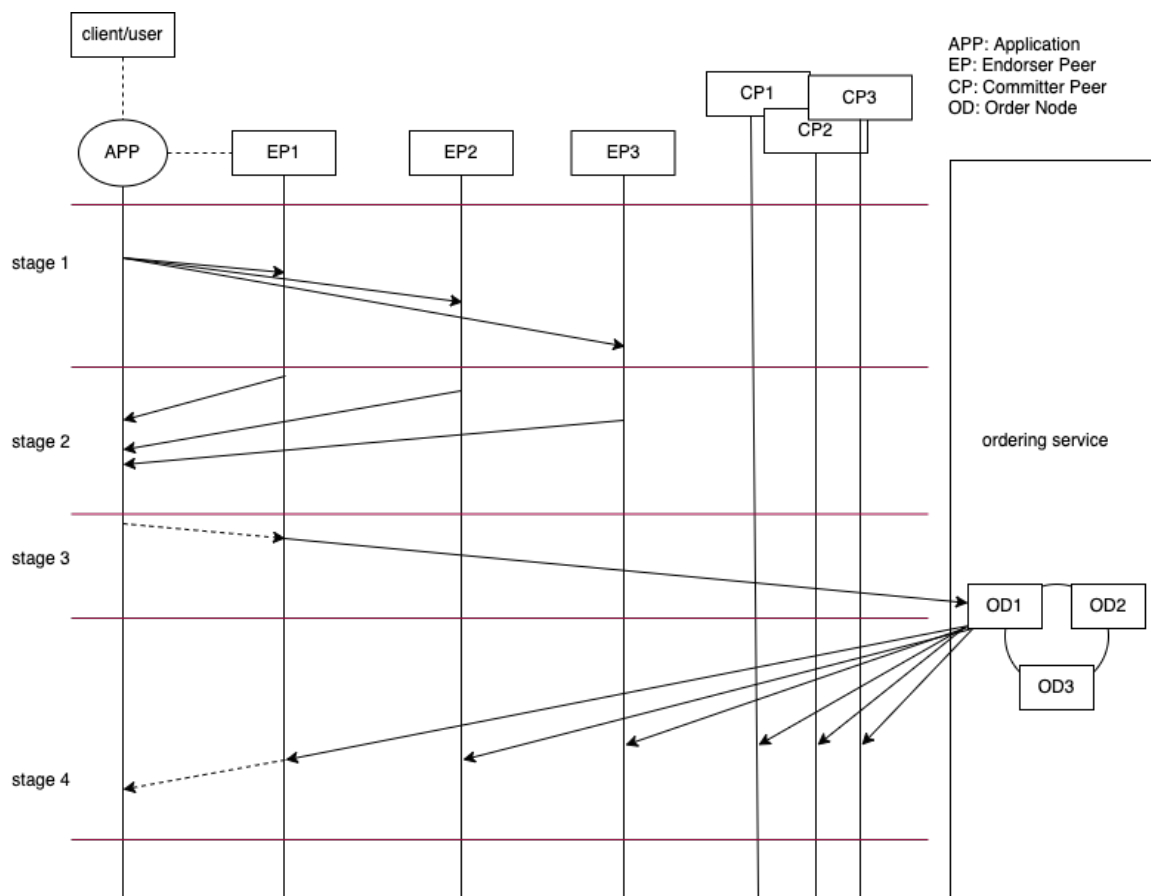 client/user
APP: Application
EP: Endorser Peer
CP: Committer Peer
OD: Order Node
CP1
CP3
CP2
APP
EP1
EP2
EP3
stage 1
stage 2
ordering service
stage 3
OD1
OD2
OD3
stage 4